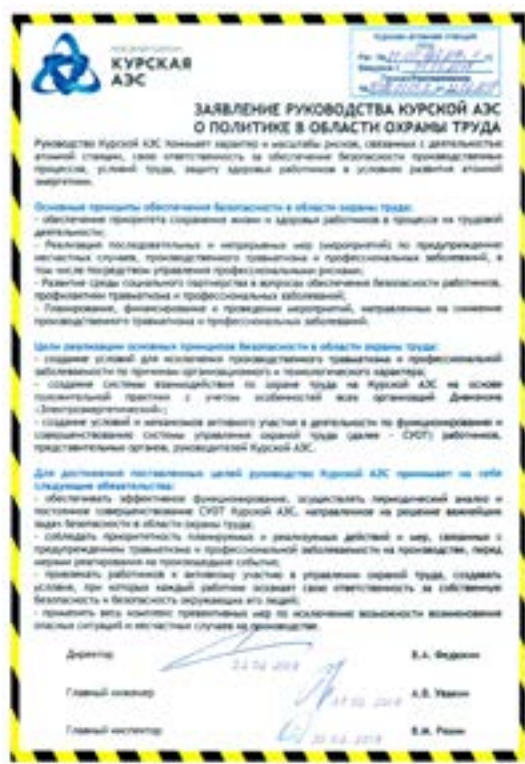 КУРСКАЯ
АЭС
ЗАЯВЛЕНИЕ РУКОВОДСТВА КУРСКОЙ АЭС
О ПОЛИТИКЕ В ОБЛАСТИ ОХРАНЫ ТРУДА
Руководство Курской АЭС понимает характер и масштабы рисков, связанных с деятельностью
атомной станции, свою ответственность за обеспечение безопасности производственных
процессов, условий труда, защиту здоровья работников в условиях развития атомной
энергетики.
Основные принципы обеспечения безопасности в области охраны труда:
- обеспечение приоритета сохранения жизни и здоровья работников в процессе их трудовой
деятельности;
- Реализация последовательных и непрерывных мер (мероприятий) по предупреждению
несчастных случаев, производственного травматизма и профессиональных заболеваний, в
том числе посредством управления профессиональными рисками;
- Развитие среды социального партнерства в вопросах обеспечения безопасности работников,
профилактики травматизма и профессиональных заболеваний;
- Планирование, финансирование и проведение мероприятий, направленных на снижение
производственного травматизма и профессиональных заболеваний.
Цели реализации основных принципов безопасности в области охраны труда:
- создание условий для исключения производственного травматизма и профессиональной
заболеваемости по причинам организационного и технологического характера;
- создание системы взаимодействия по охране труда на Курской АЭС на основе
положительной практики с учетом особенностей всех организаций Дивизиона
«Электроэнергетический»;
- создание условий и механизмов активного участия в деятельности по функционированию и
совершенствованию системы управления охраной труда (далее - СУОТ) работников,
представительных органов, руководителей Курской АЭС.
Для достижения поставленных целей руководство Курской АЭС принимает на себя
следующие обязательства:
- обеспечивать эффективное функционирование, осуществлять периодический анализ и
постоянное совершенствование СУОТ Курской АЭС, направленное на решение важнейших
задач безопасности в области охраны труда;
- соблюдать приоритетность планируемых и реализуемых действий и мер, связанных с
предупреждением травматизма и профессиональной заболеваемости на производстве, перед
мерами реагирования на произошедшие события;
- привлекать работников к активному участию в управлении охраной труда, создавать
условия, при которых каждый работник осознает свою ответственность за собственную
безопасность и безопасность окружающих его людей;
- применять весь комплекс превентивных мер по исключению возможности возникновения
опасных ситуаций и несчастных случаев на производстве.
Директор В.А. Федюкин
Главный инженер А.В. Увакин
Главный инспектор